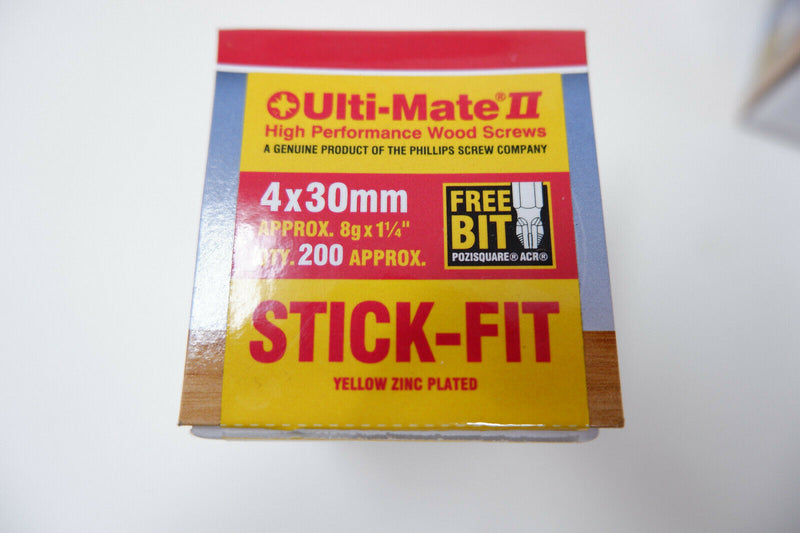 Ulti-Mate® II
High Performance Wood Screws
A GENUINE PRODUCT OF THE PHILLIPS SCREW COMPANY
4x30mm
APPROX. 8g x 1¼"
QTY. 200 APPROX.
FREE
BIT
POZISQUARE® ACR®
STICK-FIT
YELLOW ZINC PLATED